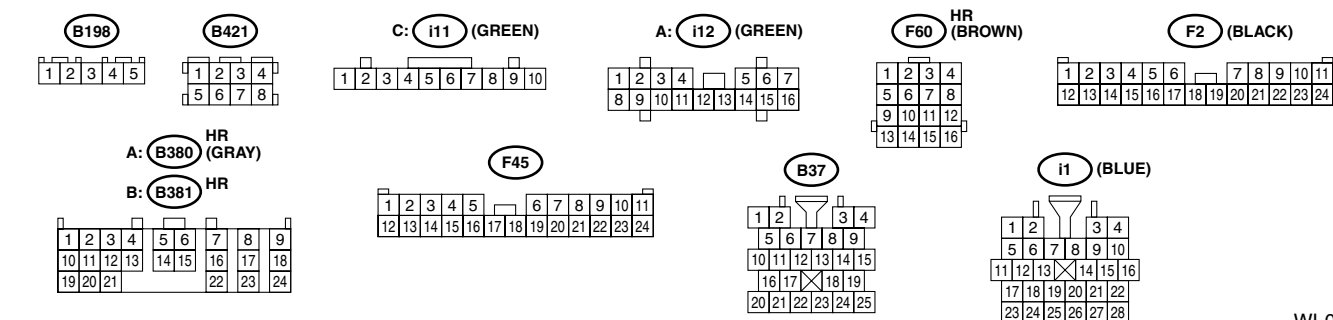 B198
1 2 3 4 5
B421
1 2 3 4
5 6 7 8
C: i11 (GREEN)
1 2 3 4 5 6 7 8 9 10
A: i12 (GREEN)
1 2 3 4 5 6 7
8 9 10 11 12 13 14 15 16
HR
F60 (BROWN)
1 2 3 4
5 6 7 8
9 10 11 12
13 14 15 16
F2 (BLACK)
1 2 3 4 5 6 7 8 9 10 11
12 13 14 15 16 17 18 19 20 21 22 23 24
HR
A: B380 (GRAY)
B: B381 HR
1 2 3 4 5 6 7 8 9
10 11 12 13 14 15 16 17 18
19 20 21 22 23 24
F45
1 2 3 4 5 6 7 8 9 10 11
12 13 14 15 16 17 18 19 20 21 22 23 24
B37
1 2 3 4
5 6 7 8 9
10 11 12 13 14 15
16 17 18 19
20 21 22 23 24 25
i1 (BLUE)
1 2 3 4
5 6 7 8 9 10
11 12 13 14 15 16
17 18 19 20 21 22
23 24 25 26 27 28